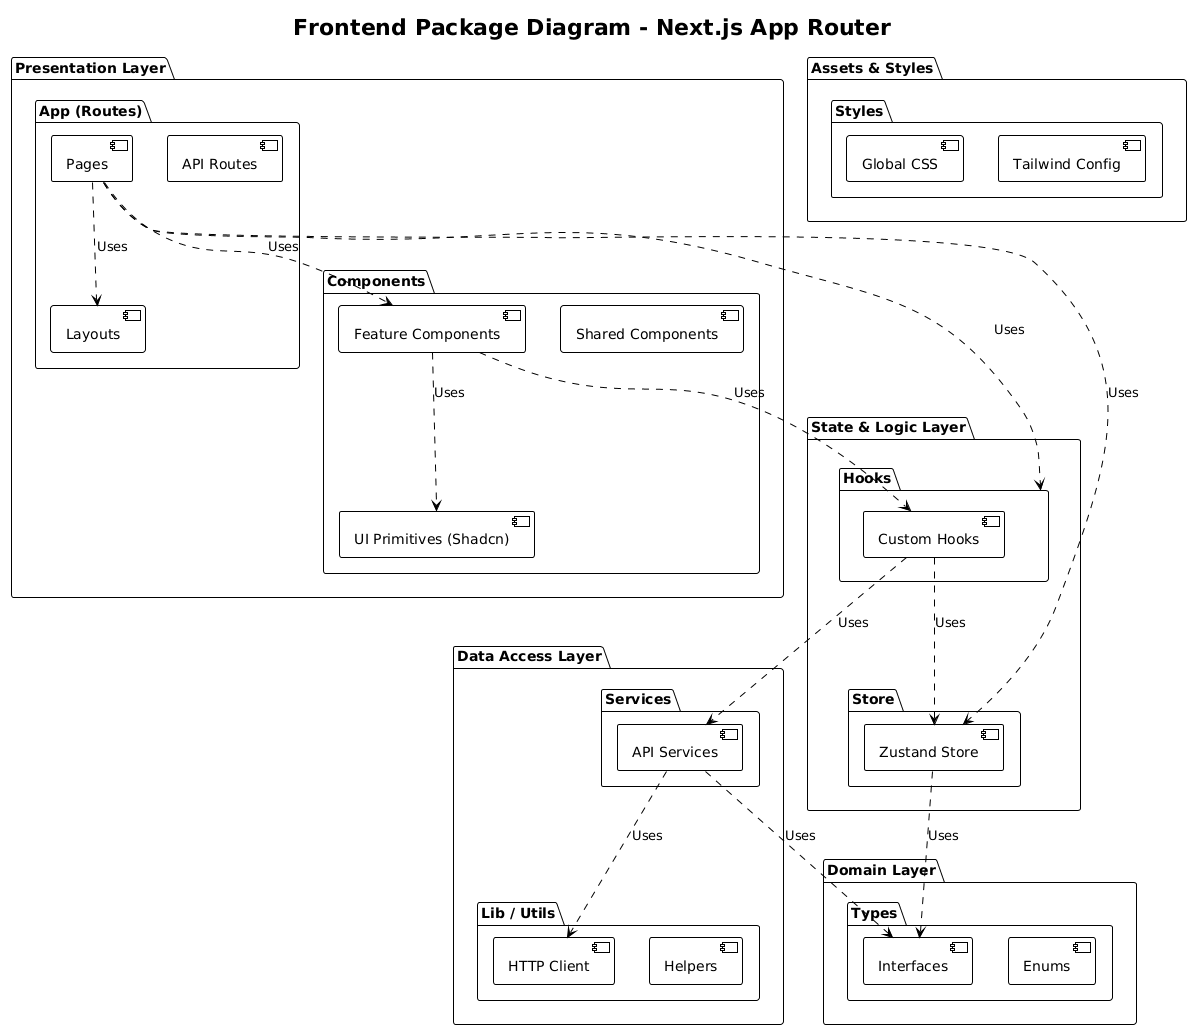 Frontend Package Diagram - Next.js App Router
Presentation Layer
Assets & Styles
App (Routes)
Styles
Pages
API Routes
Global CSS
Tailwind Config
Uses
Uses
Components
Layouts
Feature Components
Shared Components
Uses
Uses
Uses
Uses
State & Logic Layer
Hooks
UI Primitives (Shadcn)
Custom Hooks
Uses
Uses
Data Access Layer
Services
Store
API Services
Zustand Store
Uses
Uses
Uses
Domain Layer
Lib / Utils
Types
HTTP Client
Helpers
Interfaces
Enums